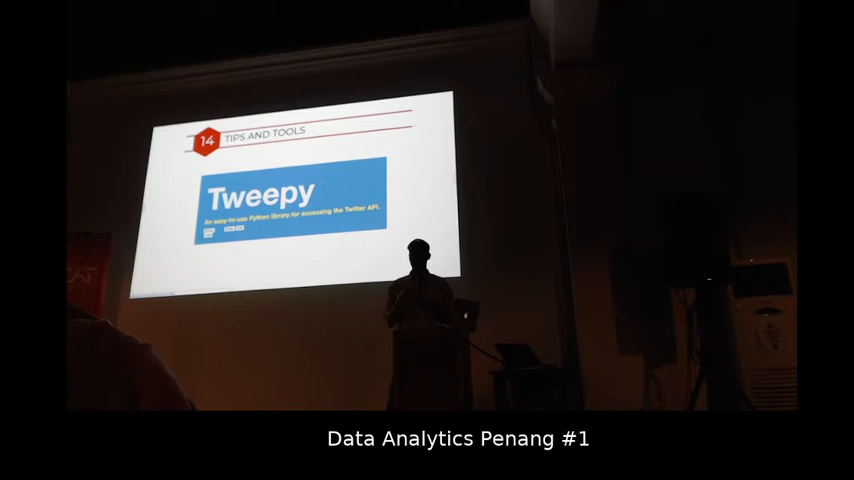 14 TIPS AND TOOLS
Tweepy
An easy-to-use Python library for accessing the Twitter API.
Data Analytics Penang #1